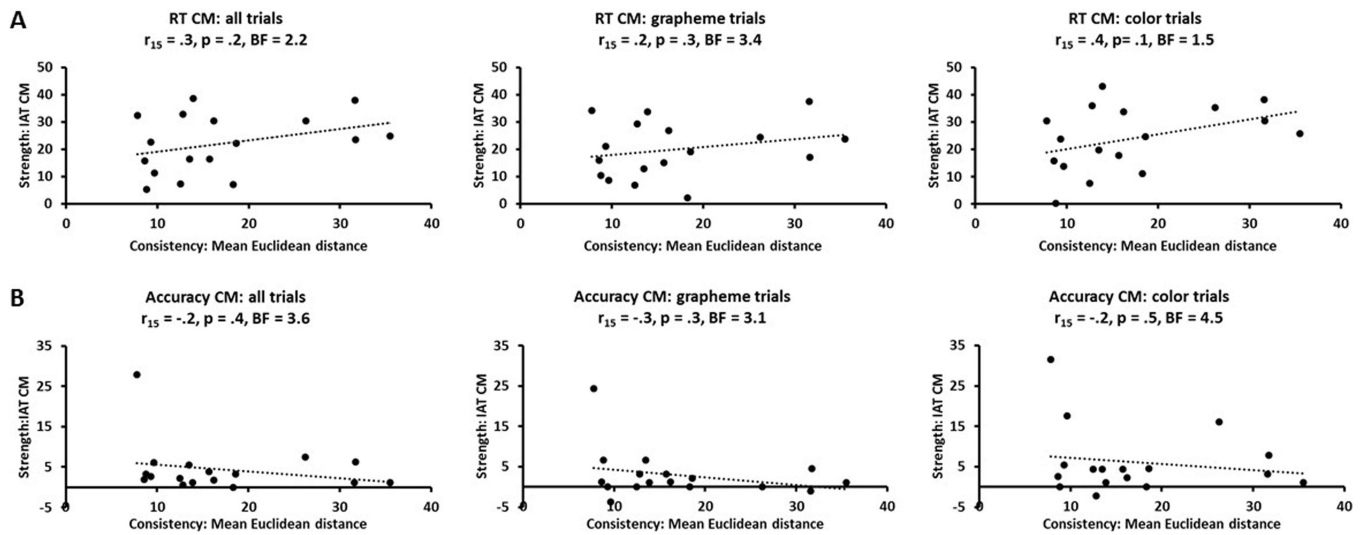 A
RT CM: all trials
r15 = .3, p = .2, BF = 2.2
Strength: IAT CM
50
40
30
20
10
0
0 10 20 30 40
Consistency: Mean Euclidean distance
RT CM: grapheme trials
r15 = .2, p = .3, BF = 3.4
Strength: IAT CM
50
40
30
20
10
0
0 10 20 30 40
Consistency: Mean Euclidean distance
RT CM: color trials
r15 = .4, p= .1, BF = 1.5
Strength: IAT CM
50
40
30
20
10
0
0 10 20 30 40
Consistency: Mean Euclidean distance
B
Accuracy CM: all trials
r15 = -.2, p = .4, BF = 3.6
Strength:IAT CM
35
25
15
5
-5
0 10 20 30 40
Consistency: Mean Euclidean distance
Accuracy CM: grapheme trials
r15 = -.3, p = .3, BF = 3.1
Strength:IAT CM
35
25
15
5
-5
0 10 20 30 40
Consistency: Mean Euclidean distance
Accuracy CM: color trials
r15 = -.2, p = .5, BF = 4.5
Strength:IAT CM
35
25
15
5
-5
0 10 20 30 40
Consistency: Mean Euclidean distance